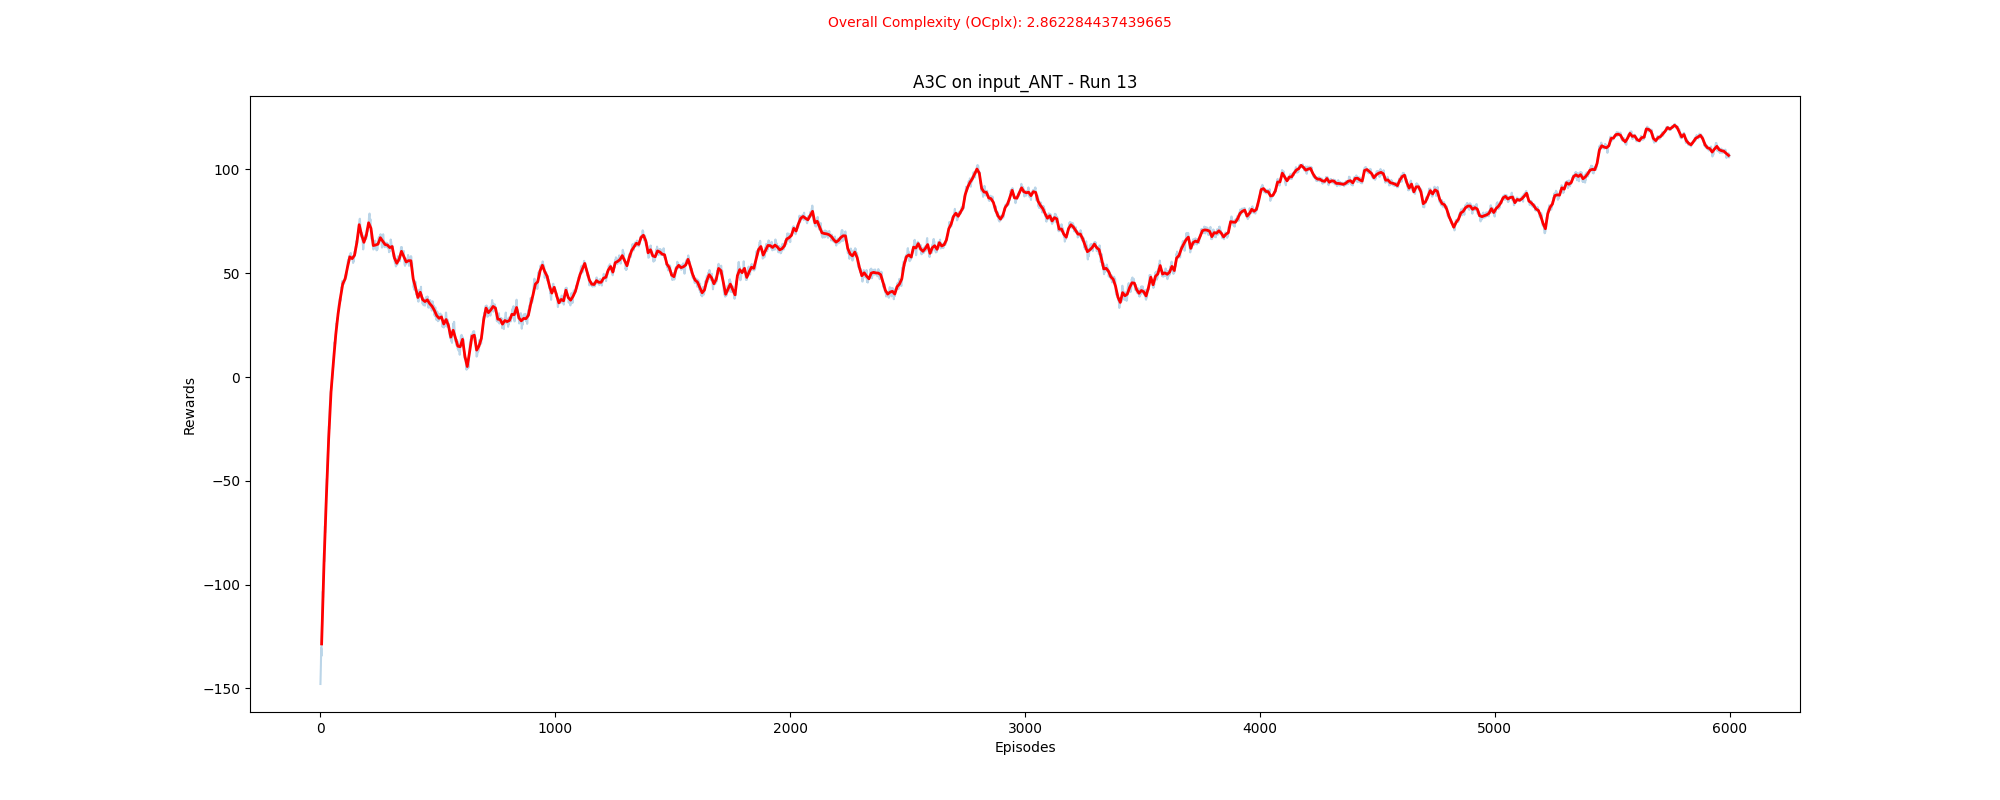 Overall Complexity (OCplx): 2.862284437439665
A3C on input_ANT - Run 13
Rewards
100
50
0
−50
−100
−150
0 1000 2000 3000 4000 5000 6000
Episodes